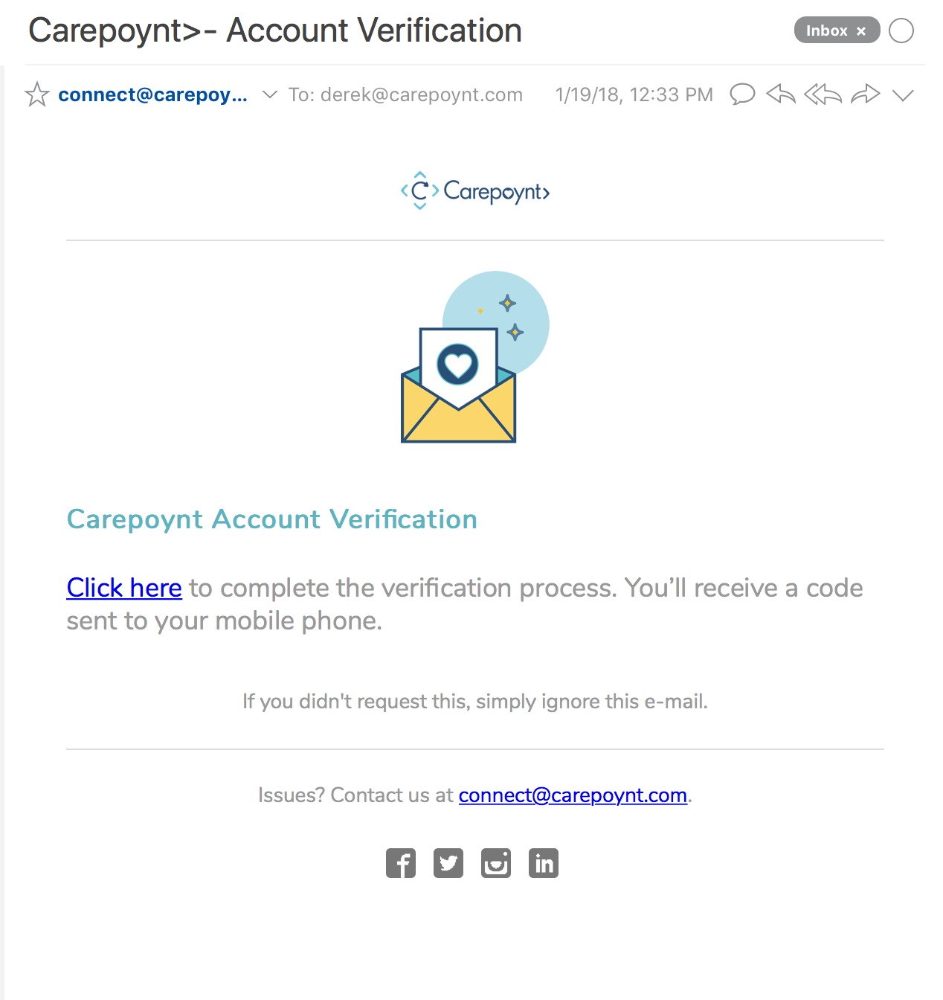 Carepoynt>- Account Verification
Inbox ×
connect@carepoy... To: derek@carepoynt.com 1/19/18, 12:33 PM
C Carepoynt>
Carepoynt Account Verification
Click here to complete the verification process. You’ll receive a code
sent to your mobile phone.
If you didn't request this, simply ignore this e-mail.
Issues? Contact us at connect@carepoynt.com.